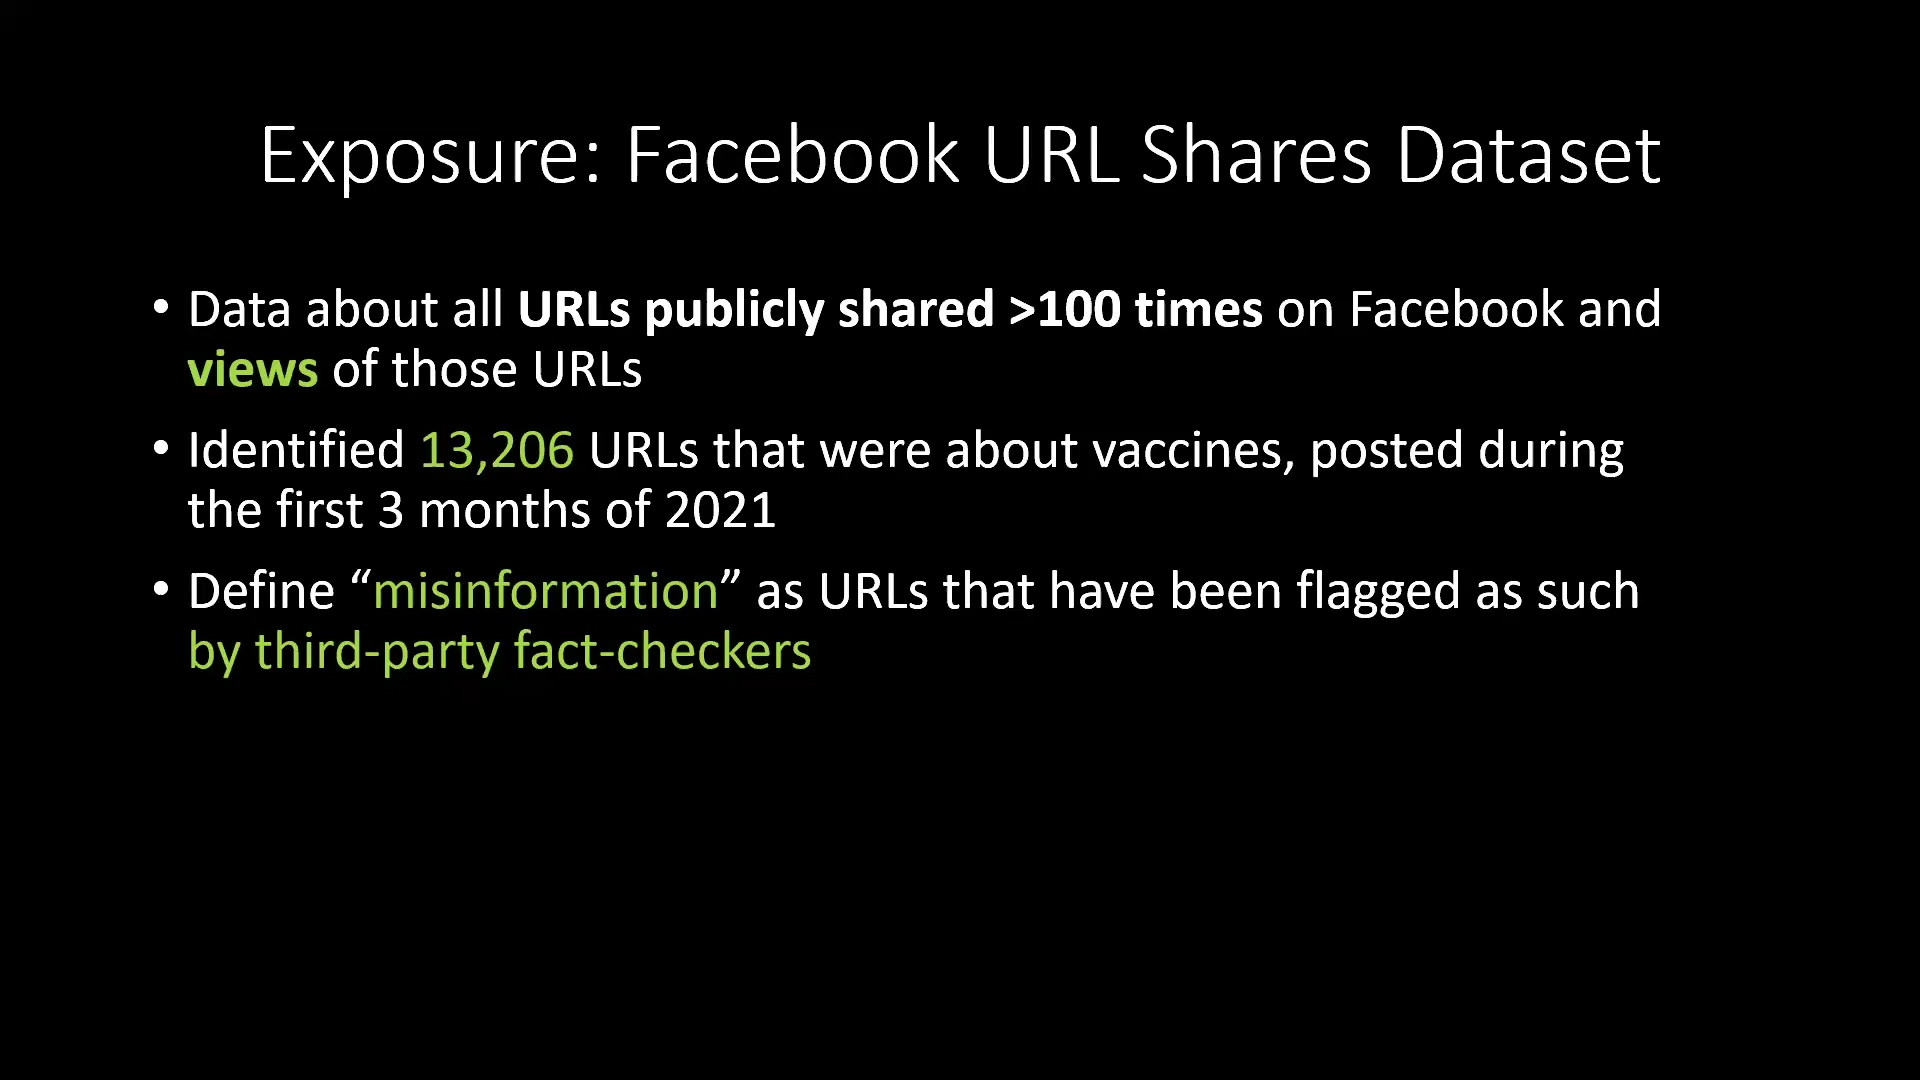 Exposure: Facebook URL Shares Dataset
• Data about all URLs publicly shared >100 times on Facebook and
views of those URLs
• Identified 13,206 URLs that were about vaccines, posted during
the first 3 months of 2021
• Define “misinformation” as URLs that have been flagged as such
by third-party fact-checkers